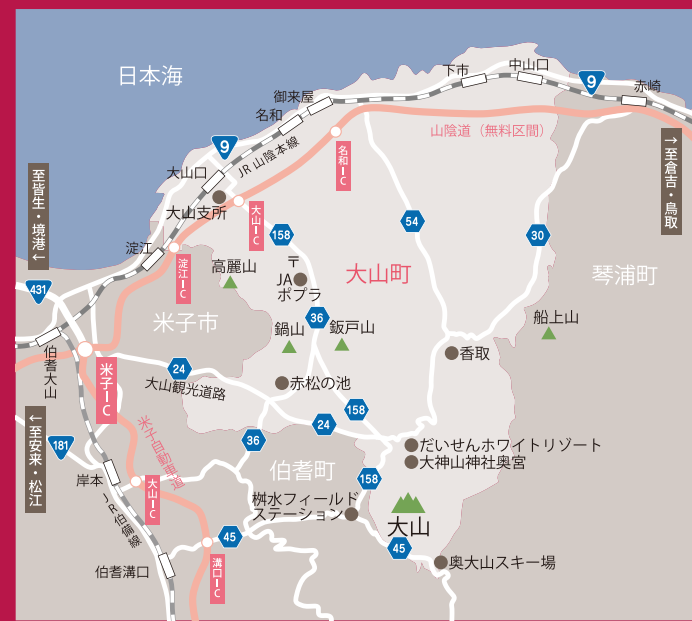 日本海
下市
中山口
9
赤崎
御来屋
名和
山陰道（無料区間）
JR山陰本線
9
名和IC
→至倉吉・鳥取
大山口
大山支所
大山IC
至皆生・境港←
158
54
30
淀江
淀江IC
高麗山
〒
JA
ポプラ
大山町
琴浦町
431
米子市
36
鍋山
鈑戸山
船上山
伯耆大山
米子IC
24
大山観光道路
香取
赤松の池
158
24
36
米子自動車道
←至安来・松江
181
伯耆町
だいせんホワイトリゾート
大神山神社奥宮
158
岸本
大山IC
JR伯備線
桝水フィールド
ステーション
大山
45
45
溝口IC
伯耆溝口
奥大山スキー場